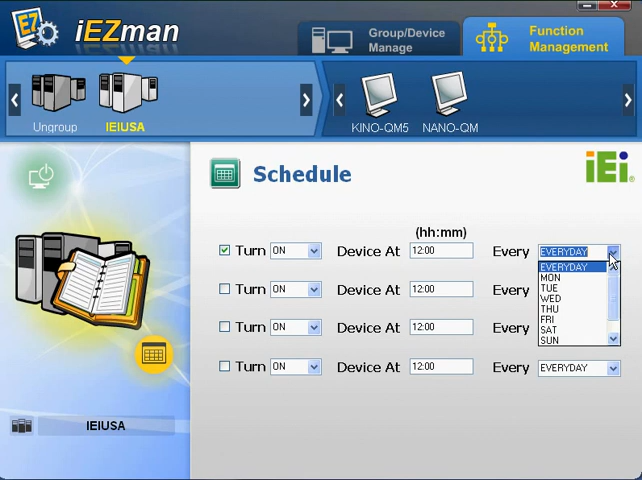 iEZman
Group/Device
Manage
Function
Management
Ungroup
IEIUSA
KINO-QM5
NANO-QM
Schedule
iEi®
(hh:mm)
Turn ON Device At 12:00 Every EVERYDAY
EVERYDAY
MON
TUE
WED
THU
FRI
SAT
SUN
Turn ON Device At 12:00 Every
Turn ON Device At 12:00 Every
Turn ON Device At 12:00 Every EVERYDAY
IEIUSA